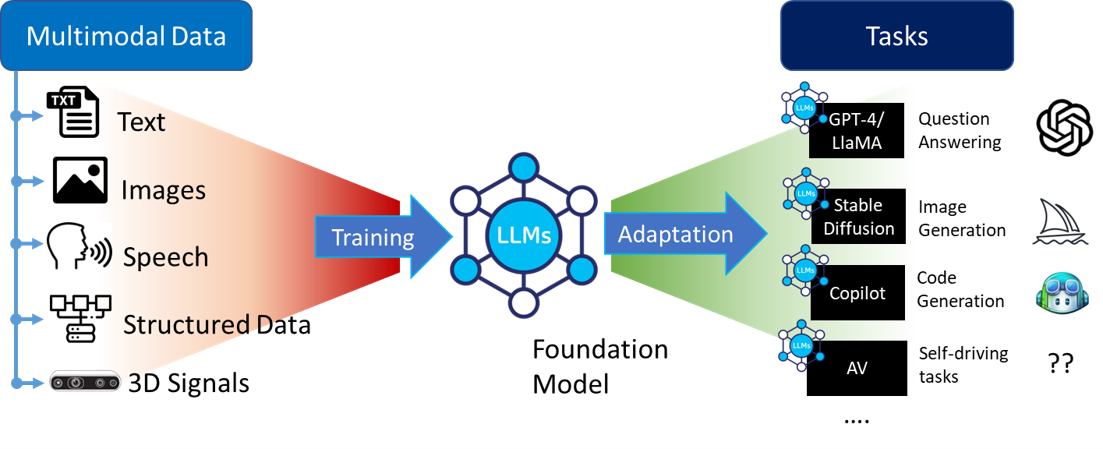 Multimodal Data
TXT
Text
Images
Speech
Structured Data
3D Signals
Training
LLMs
Foundation
Model
Adaptation
Tasks
LLMs
GPT-4/
LlaMA
Question
Answering
LLMs
Stable
Diffusion
Image
Generation
LLMs
Copilot
Code
Generation
LLMs
AV
Self-driving
tasks
??
....